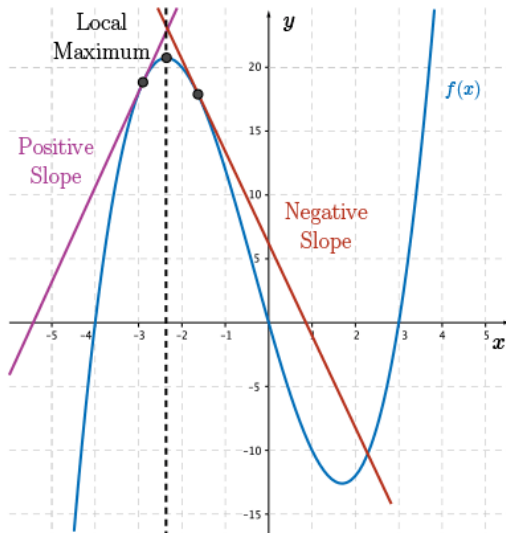 Local
Maximum
y
20
f(x)
15
Positive
Slope
10
Negative
Slope
5
-5 -4 -3 -2 -1 1 2 3 4 5
x
-5
-10
-15